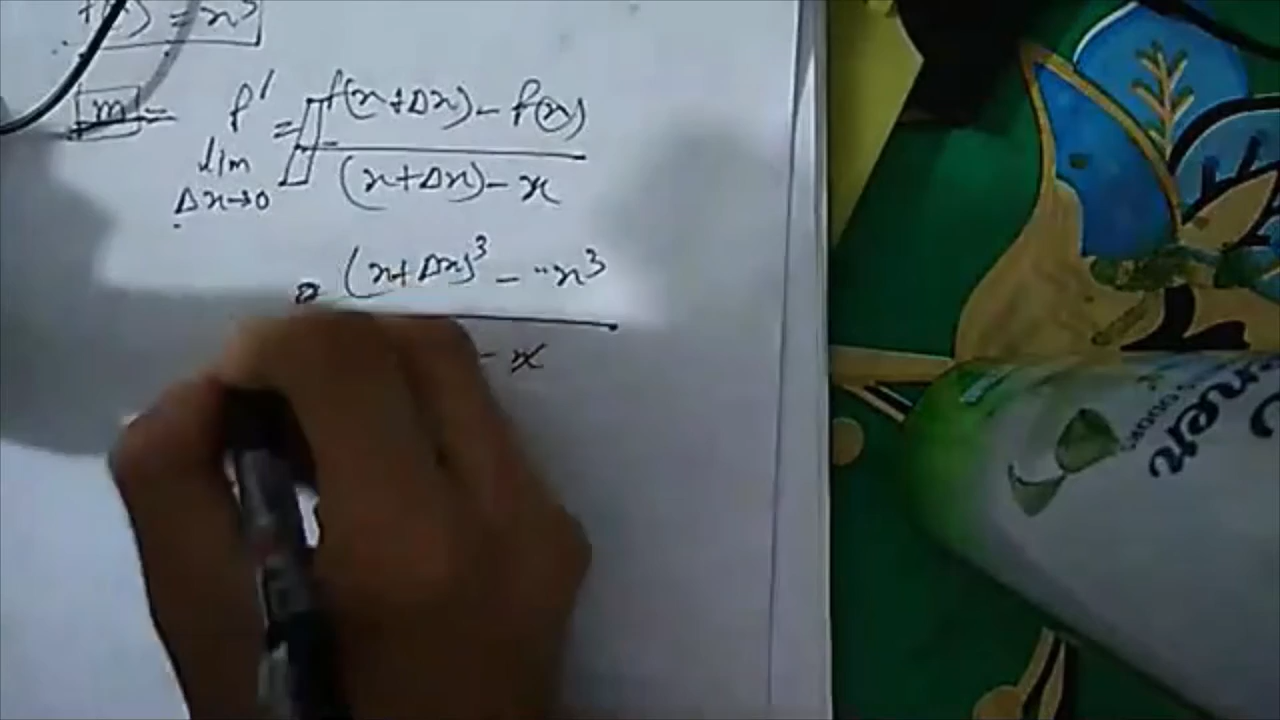 f(x) = x³
m = f' = f(x+Δx) - f(x)
lim
Δx→0 (x+Δx) - x
(x+Δx)³ - x³
- x